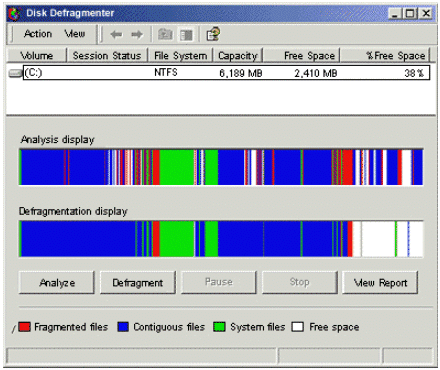 Disk Defragmenter
Action View
Volume Session Status File System Capacity Free Space % Free Space
(C:) NTFS 6,189 MB 2,410 MB 38 %
Analysis display
Defragmentation display
Analyze Defragment Pause Stop View Report
Fragmented files Contiguous files System files Free space